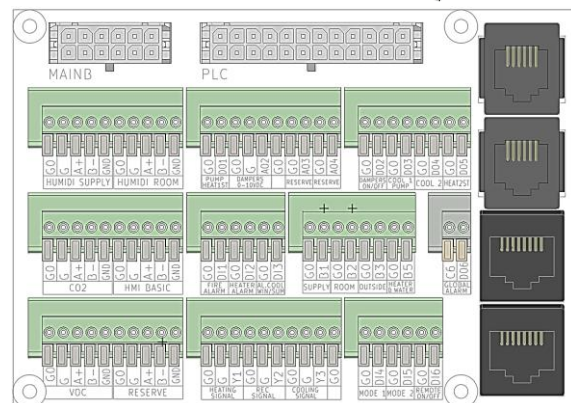 MAINB PLC
G0 G A+ B- GND G0 G A+ B- GND
HUMIDI SUPPLY HUMIDI ROOM
G0 DO1 G0 G AO2 G0 G0 AO3 G0 AO4
PUMP HEAT1ST DAMPERS 0-10VDC RESERVE RESERVE
G0 DO2 G0 DO3 G0 DO4 G0 DO5
DAMPERS ON/OFF COOL 1 PUMP COOL 2 HEAT2ST
G0 G A+ B- GND G0 G A+ B- GND
CO2 HMI BASIC
G0 DI1 G0 DI2 G0 DI3
FIRE ALARM HEATER ALARM AL.COOL WIN/SUM
G0 B1 G0 B2 G0 B3 G0 B5
SUPPLY ROOM OUTSIDE HEATER WATER
C6 DO6
GLOBAL ALARM
G0 G A+ B- GND G0 G A+ B- GND
VOC RESERVE
G0 G Y1 G0 G Y2 G0 G Y3 G0
HEATING SIGNAL REC SIGNAL COOLING SIGNAL
G0 DI4 G0 DI5 G0 DI6
MODE 1 MODE 2 REMOTE ON/OFF